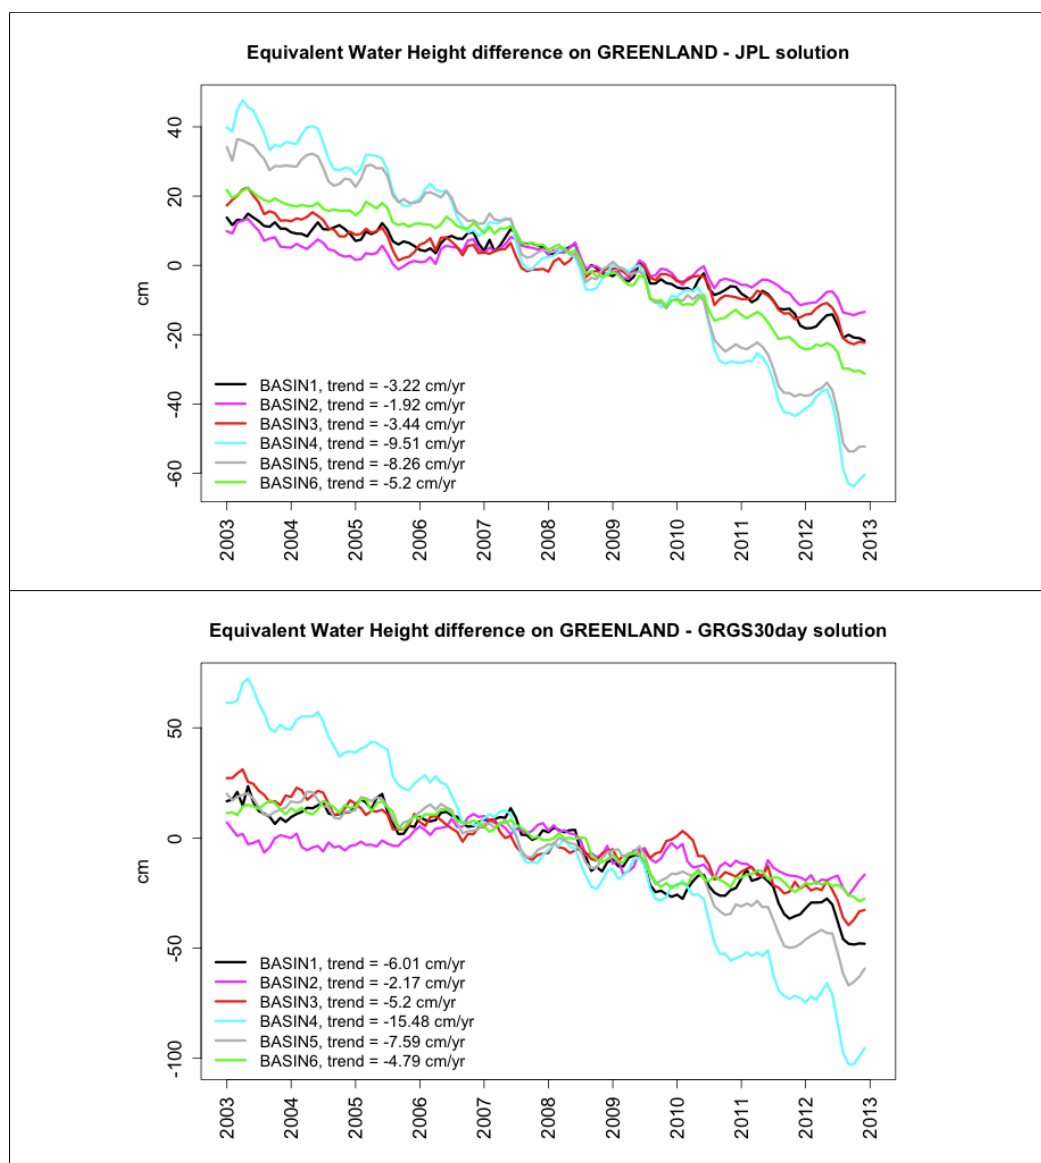 Equivalent Water Height difference on GREENLAND - JPL solution
40
20
0
-20
-40
-60
cm
BASIN1, trend = -3.22 cm/yr
BASIN2, trend = -1.92 cm/yr
BASIN3, trend = -3.44 cm/yr
BASIN4, trend = -9.51 cm/yr
BASIN5, trend = -8.26 cm/yr
BASIN6, trend = -5.2 cm/yr
2003 2004 2005 2006 2007 2008 2009 2010 2011 2012 2013
Equivalent Water Height difference on GREENLAND - GRGS30day solution
50
0
-50
-100
cm
BASIN1, trend = -6.01 cm/yr
BASIN2, trend = -2.17 cm/yr
BASIN3, trend = -5.2 cm/yr
BASIN4, trend = -15.48 cm/yr
BASIN5, trend = -7.59 cm/yr
BASIN6, trend = -4.79 cm/yr
2003 2004 2005 2006 2007 2008 2009 2010 2011 2012 2013